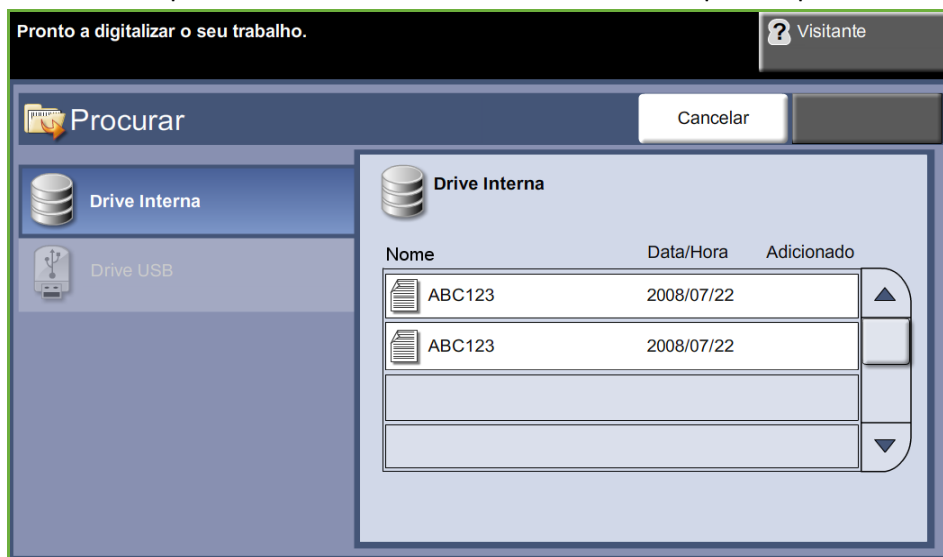 Pronto a digitalizar o seu trabalho.
? Visitante
Procurar
Cancelar
Drive Interna
Drive USB
Drive Interna
Nome Data/Hora Adicionado
ABC123 2008/07/22
ABC123 2008/07/22